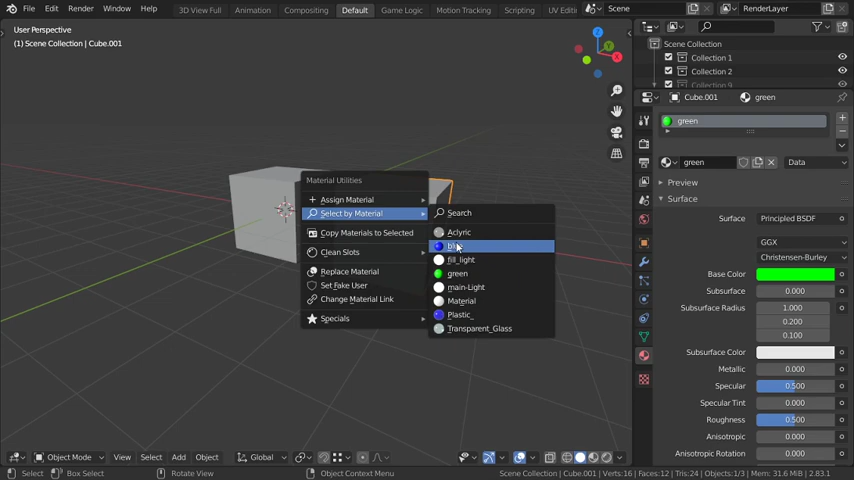 File Edit Render Window Help
3D View Full Animation Compositing Default Game Logic Motion Tracking Scripting UV Editi
Scene
RenderLayer
User Perspective
(1) Scene Collection | Cube.001
Z
Y
X
Material Utilities
Assign Material
Select by Material
Copy Materials to Selected
Clean Slots
Replace Material
Set Fake User
Change Material Link
Specials
Search
Aclyric
fill_light
green
main-Light
Material
Plastic_
Transparent_Glass
Scene Collection
Collection 1
Collection 2
Collection 9
Cube.001 green
green
green Data
Preview
Surface
Surface Principled BSDF
GGX
Christensen-Burley
Base Color
Subsurface 0.000
Subsurface Radius 1.000
0.200
0.100
Subsurface Color
Metallic 0.000
Specular 0.500
Specular Tint 0.000
Roughness 0.500
Anisotropic 0.000
Anisotropic Rotation 0.000
Object Mode View Select Add Object Global
Select Box Select Rotate View Object Context Menu
Scene Collection | Cube.001 | Verts:16 | Faces:12 | Tris:24 | Objects:1/3 | Mem: 31.6 MiB | 2.83.1